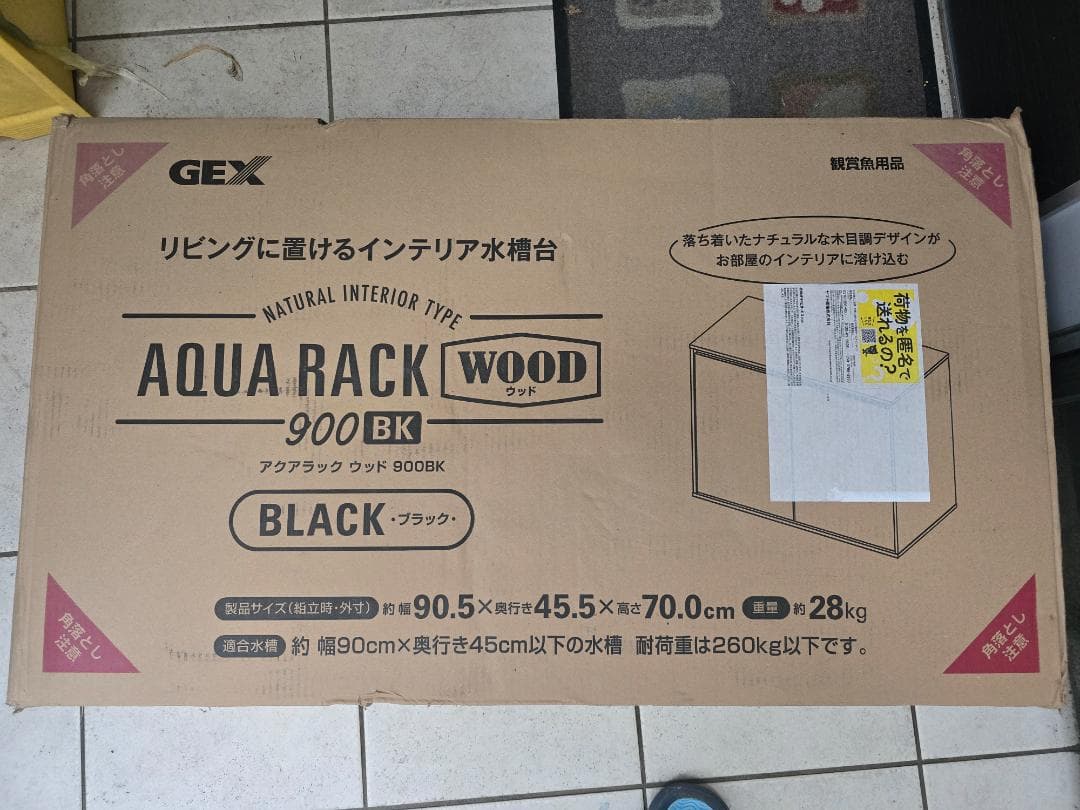 角落とし
注意
GEX
観賞魚用品
角落とし
注意
リビングに置けるインテリア水槽台
落ち着いたナチュラルな木目調デザインが
お部屋のインテリアに溶け込む
NATURAL INTERIOR TYPE
AQUA RACK WOOD
ウッド
900 BK
アクアラック ウッド 900BK
BLACK・ブラック・
荷物を匿名で
送れるの?
製品サイズ(組立時・外寸) 約 幅90.5×奥行き45.5×高さ70.0cm 重量 約28kg
適合水槽 約 幅90cm×奥行き45cm以下の水槽 耐荷重は260kg以下です。
角落とし
注意
角落とし
注意